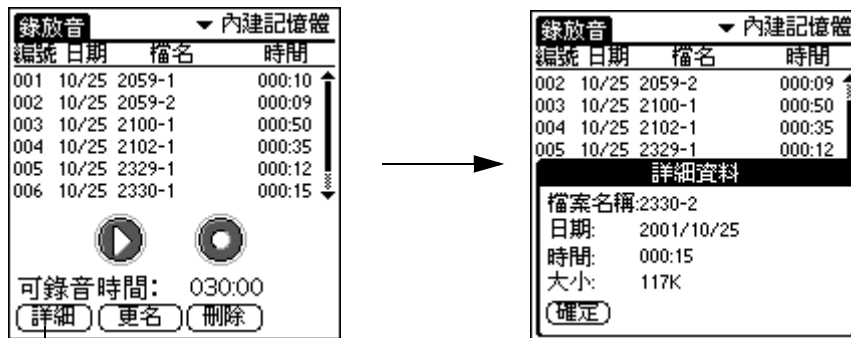 錄放音 ▼ 內建記憶體
編號 日期 檔名 時間
001 10/25 2059-1 000:10
002 10/25 2059-2 000:09
003 10/25 2100-1 000:50
004 10/25 2102-1 000:35
005 10/25 2329-1 000:12
006 10/25 2330-1 000:15
可錄音時間: 030:00
詳細 更名 刪除
錄放音 ▼ 內建記憶體
編號 日期 檔名 時間
002 10/25 2059-2 000:09
003 10/25 2100-1 000:50
004 10/25 2102-1 000:35
005 10/25 2329-1 000:12
詳細資料
檔案名稱:2330-2
日期: 2001/10/25
時間: 000:15
大小: 117K
確定